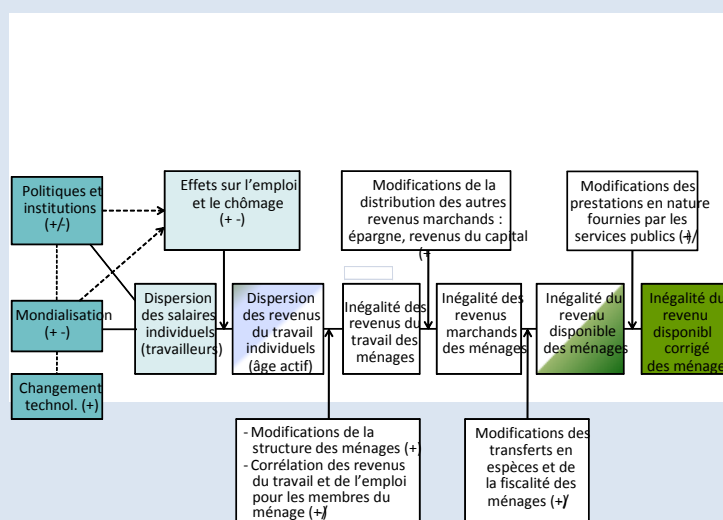 Politiques et
institutions
(+/-)
Effets sur l'emploi
et le chômage
(+ -)
Modifications de la
distribution des autres
revenus marchands :
épargne, revenus du capital
(+
Modifications des
prestations en nature
fournies par les
services publics (+/
Mondialisation
(+ -)
Changement
technol. (+)
Dispersion
des salaires
individuels
(travailleurs)
Dispersion
des revenus
du travail
individuels
(âge actif)
Inégalité des
revenus du
travail des
ménages
Inégalité des
revenus
marchands
des ménages
Inégalité du
revenu
disponible
des ménages
Inégalité du
revenu
disponibl
corrigé
des ménage
- Modifications de la
structure des ménages (+)
- Corrélation des revenus
du travail et de l'emploi
pour les membres du
ménage (+/
Modifications des
transferts en
espèces et de
la fiscalité des
ménages (+/